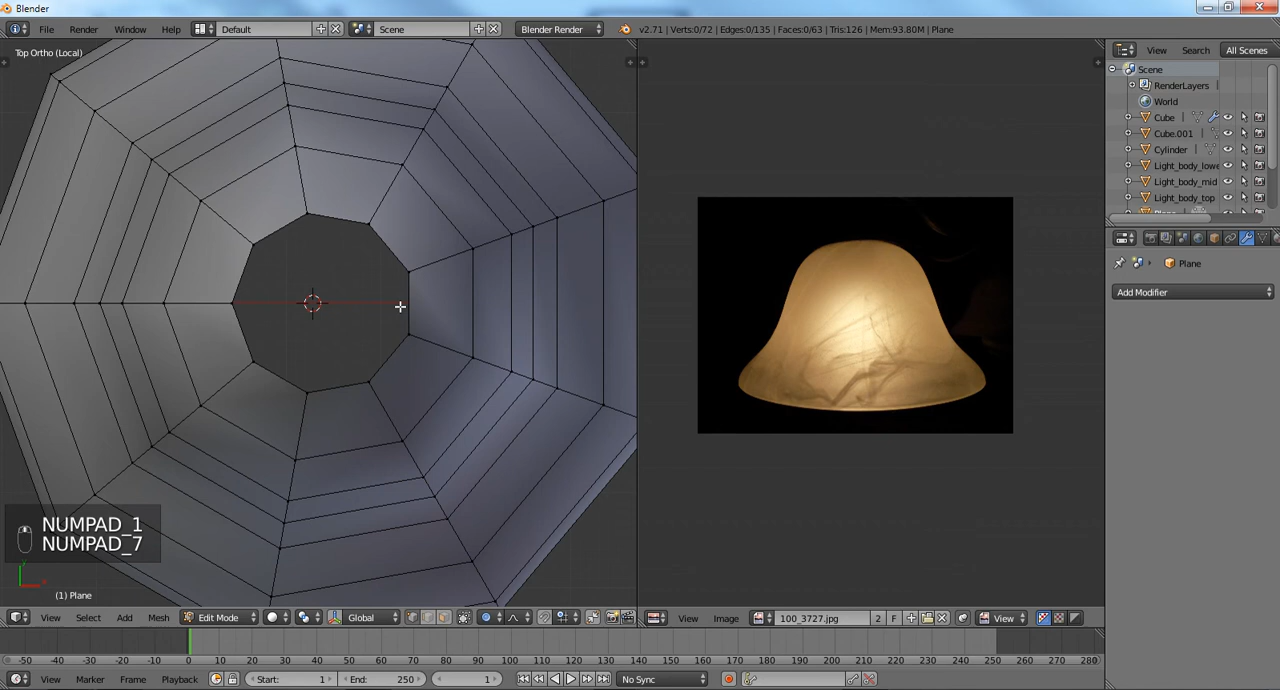 Blender
File Render Window Help Default Scene Blender Render v2.71 | Verts:0/72 | Edges:0/135 | Faces:0/63 | Tris:126 | Mem:93.80M | Plane
Top Ortho (Local)
View Search All Scenes
Scene
RenderLayers
World
Cube
Cube.001
Cylinder
Light_body_lowe
Light_body_mid
Light_body_top
Plane
Add Modifier
NUMPAD_1
NUMPAD_7
(1) Plane
View Select Add Mesh Edit Mode Global View Image 100_3727.jpg 2 F View
-50 -40 -30 -20 -10 0 10 20 30 40 50 60 70 80 90 100 110 120 130 140 150 160 170 180 190 200 210 220 230 240 250 260 270 280
View Marker Frame Playback Start: 1 End: 250 1 No Sync